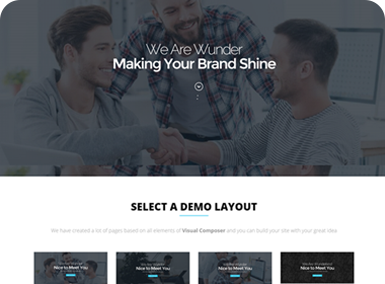 We Are Wunder
Making Your Brand Shine
SELECT A DEMO LAYOUT
We have created a lot of pages based on all elements of Visual Composer and you can build your site with your great idea
Nice to Meet You
Nice to Meet You
Nice to Meet You
Nice to Meet You